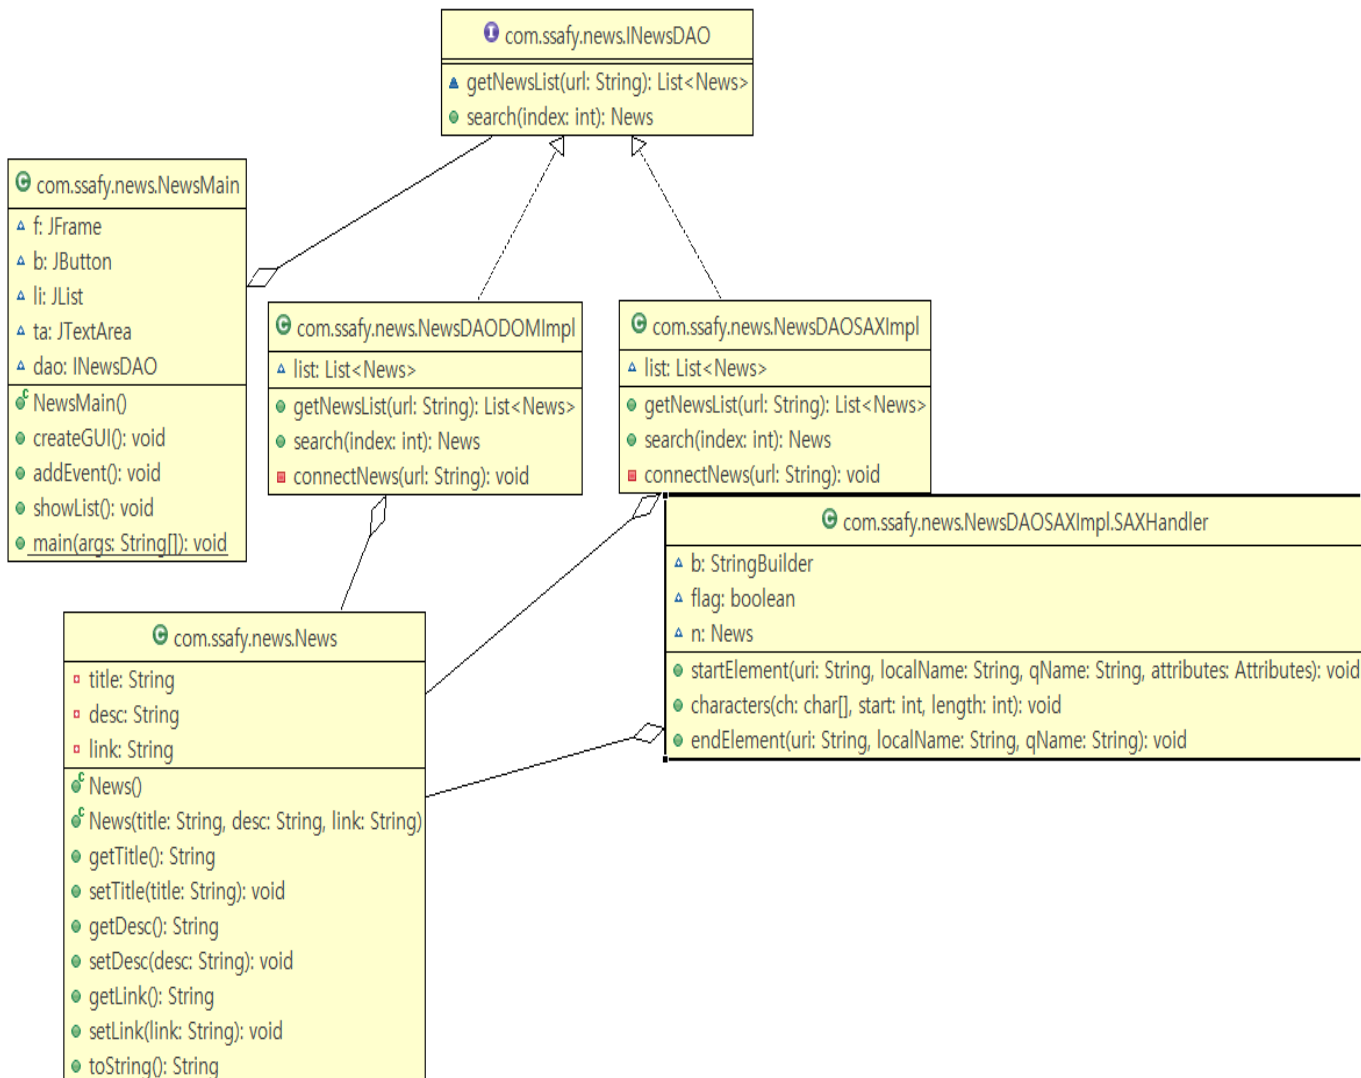 com.ssafy.news.INewsDAO
getNewsList(url: String): List<News>
search(index: int): News
com.ssafy.news.NewsMain
f: JFrame
b: JButton
li: JList
ta: JTextArea
dao: INewsDAO
NewsMain()
createGUI(): void
addEvent(): void
showList(): void
main(args: String[]): void
com.ssafy.news.NewsDAODOMImpl
list: List<News>
getNewsList(url: String): List<News>
search(index: int): News
connectNews(url: String): void
com.ssafy.news.NewsDAOSAXImpl
list: List<News>
getNewsList(url: String): List<News>
search(index: int): News
connectNews(url: String): void
com.ssafy.news.NewsDAOSAXImpl.SAXHandler
b: StringBuilder
flag: boolean
n: News
startElement(uri: String, localName: String, qName: String, attributes: Attributes): void
characters(ch: char[], start: int, length: int): void
endElement(uri: String, localName: String, qName: String): void
com.ssafy.news.News
title: String
desc: String
link: String
News()
News(title: String, desc: String, link: String)
getTitle(): String
setTitle(title: String): void
getDesc(): String
setDesc(desc: String): void
getLink(): String
setLink(link: String): void
toString(): String